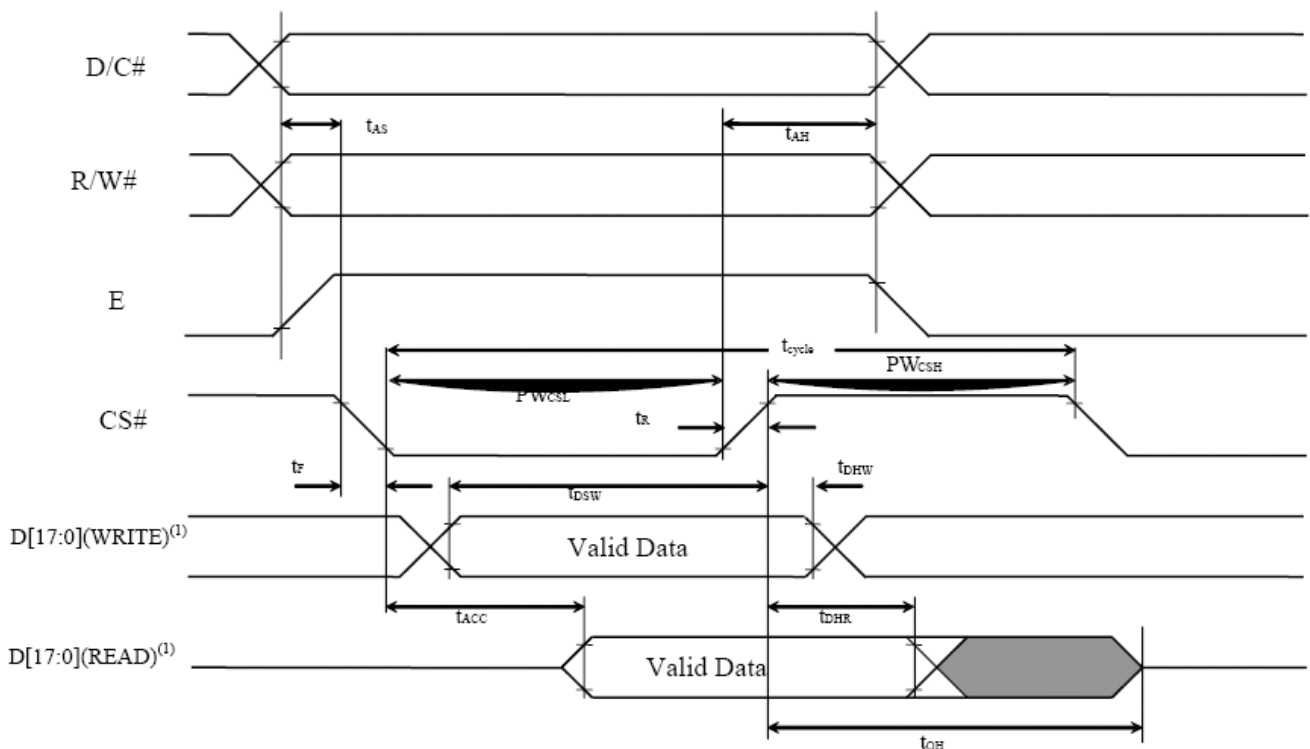 D/C#
tAS
tAH
R/W#
E
tcycle
PWCSL
PWCSH
CS#
tR
tF
tDSW
tDHW
D[17:0](WRITE)(1)
Valid Data
tACC
tDHR
D[17:0](READ)(1)
Valid Data
tOH